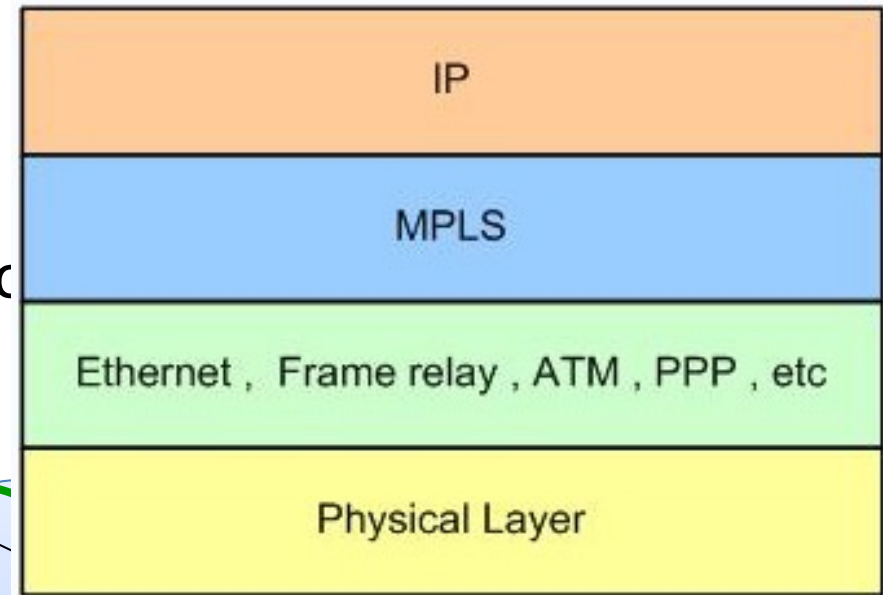 IP
MPLS
Ethernet , Frame relay , ATM , PPP , etc
Physical Layer